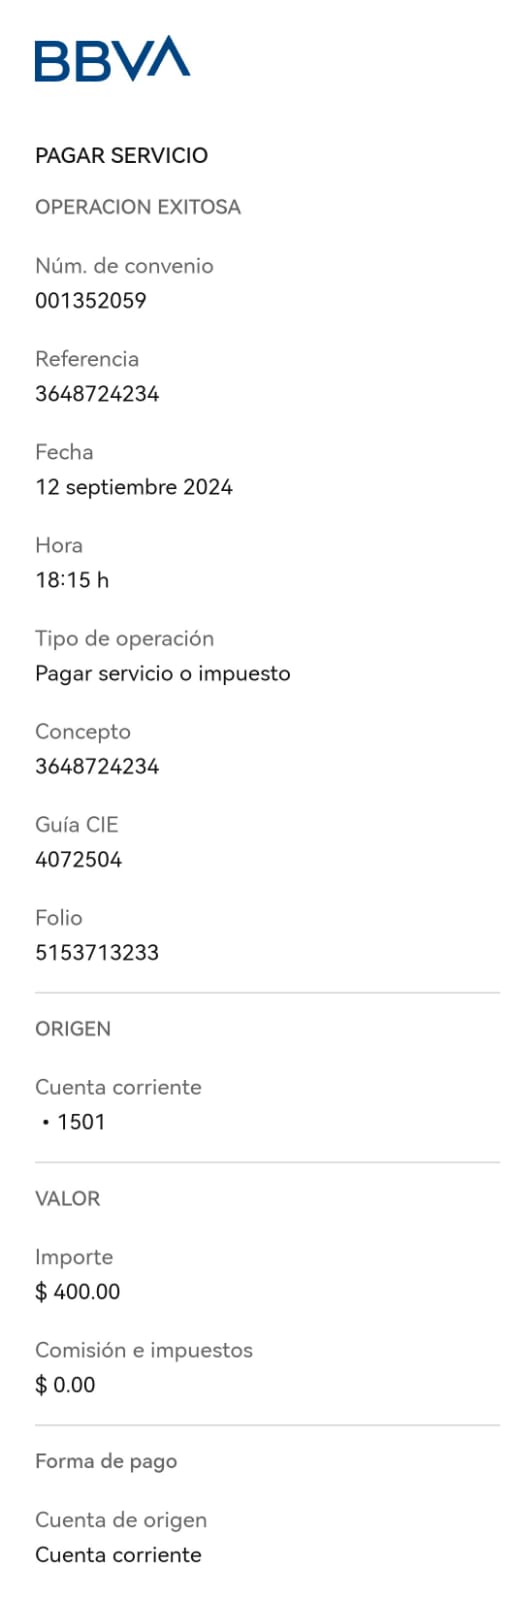 BBVA
PAGAR SERVICIO
OPERACION EXITOSA
Núm. de convenio
001352059
Referencia
3648724234
Fecha
12 septiembre 2024
Hora
18:15 h
Tipo de operación
Pagar servicio o impuesto
Concepto
3648724234
Guía CIE
4072504
Folio
5153713233
ORIGEN
Cuenta corriente
• 1501
VALOR
Importe
$ 400.00
Comisión e impuestos
$ 0.00
Forma de pago
Cuenta de origen
Cuenta corriente